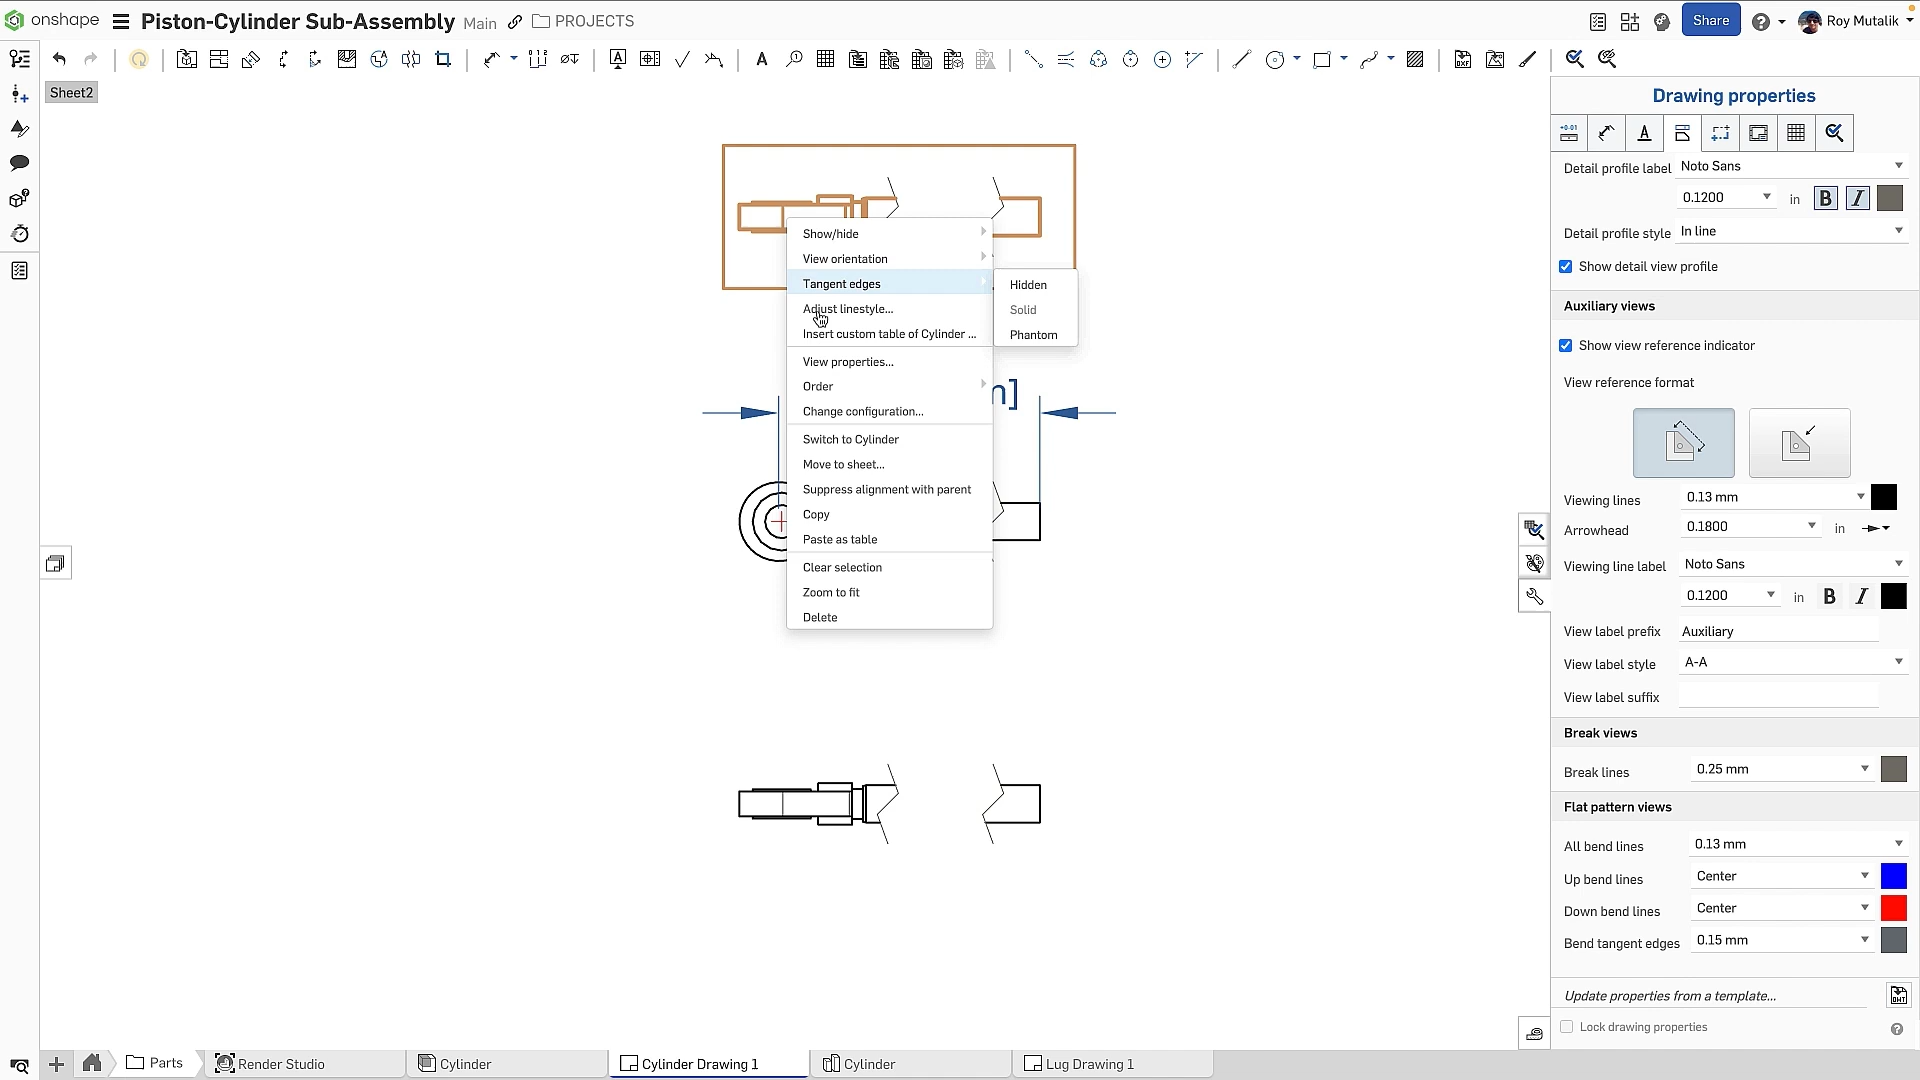 onshape
Piston-Cylinder Sub-Assembly Main PROJECTS
Share
Roy Mutalik
Sheet2
Drawing properties
Detail profile label Noto Sans
0.1200 in B I
Detail profile style In line
Show detail view profile
Auxiliary views
Show view reference indicator
View reference format
Viewing lines 0.13 mm
Arrowhead 0.1800 in
Viewing line label Noto Sans
0.1200 in B I
View label prefix Auxiliary
View label style A-A
View label suffix
Break views
Break lines 0.25 mm
Flat pattern views
All bend lines 0.13 mm
Up bend lines Center
Down bend lines Center
Bend tangent edges 0.15 mm
Update properties from a template...
Lock drawing properties
Show/hide
View orientation
Tangent edges
Adjust linestyle...
Insert custom table of Cylinder ...
View properties...
Order
Change configuration...
Switch to Cylinder
Move to sheet...
Suppress alignment with parent
Copy
Paste as table
Clear selection
Zoom to fit
Delete
Hidden
Solid
Phantom
Parts
Render Studio
Cylinder
Cylinder Drawing 1
Cylinder
Lug Drawing 1